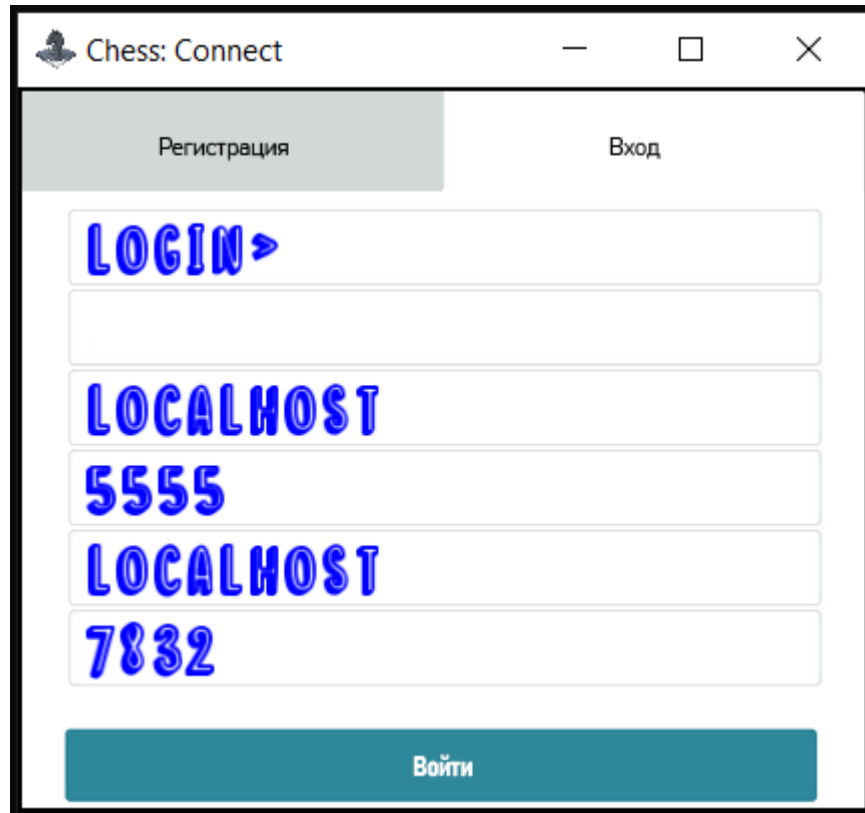 Chess: Connect
Регистрация Вход
LOGIN>
LOCALHOST
5555
LOCALHOST
7832
Войти